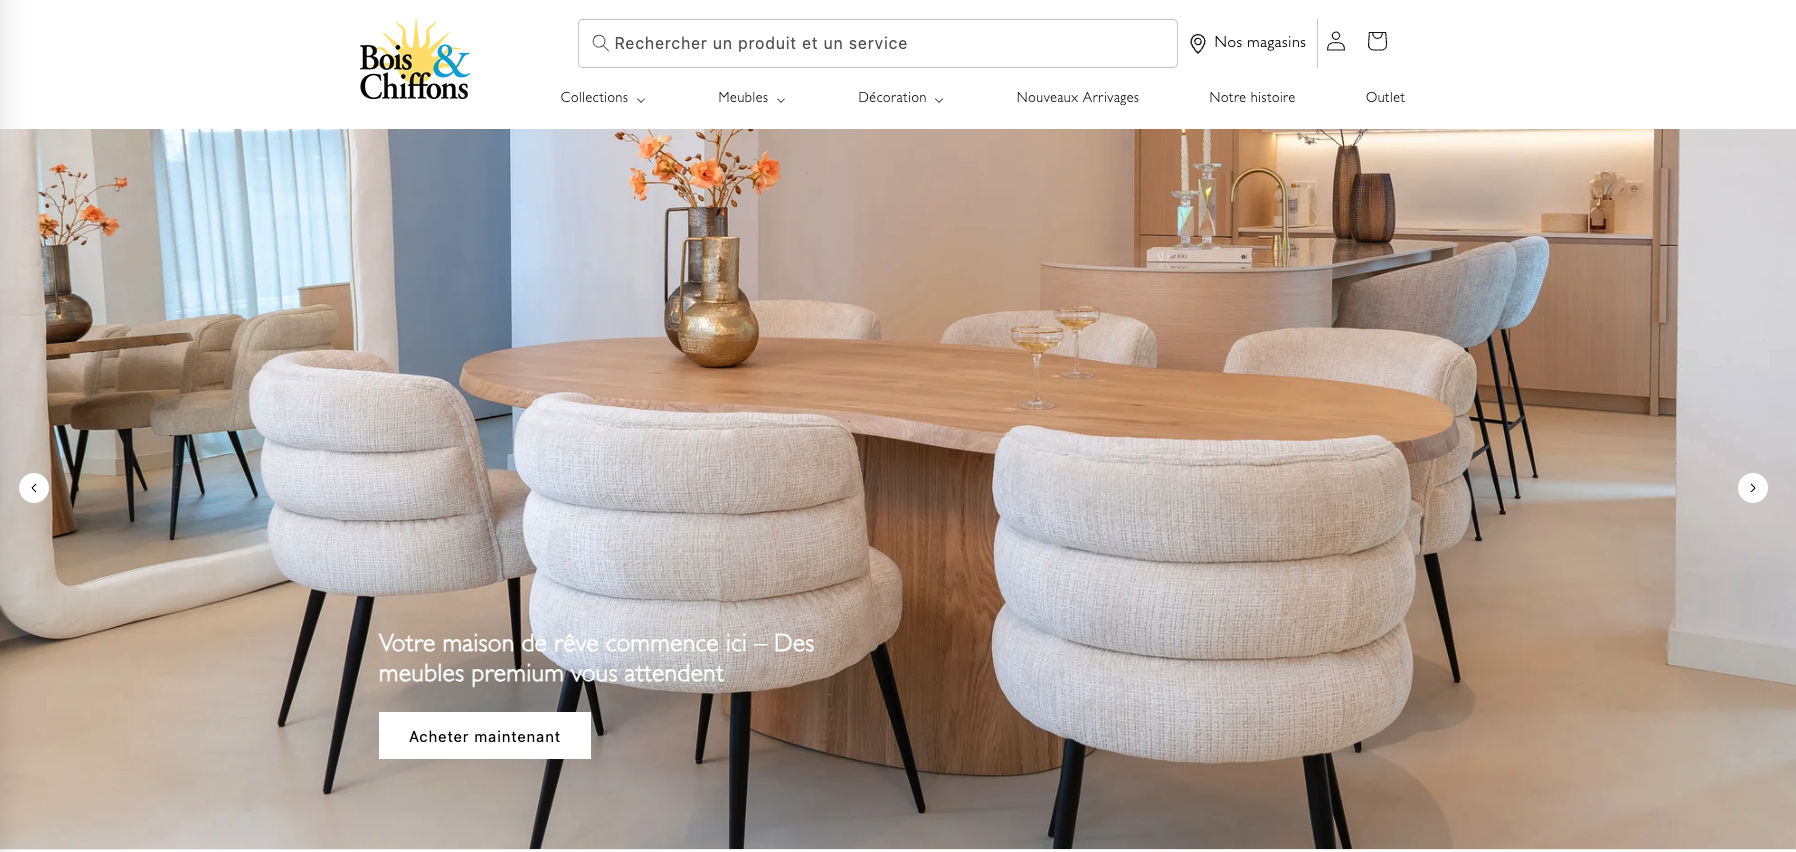 Bois &
Chiffons
Rechercher un produit et un service
Nos magasins
Collections
Meubles
Décoration
Nouveaux Arrivages
Notre histoire
Outlet
Votre maison de rêve commence ici – Des
meubles premium vous attendent
Acheter maintenant